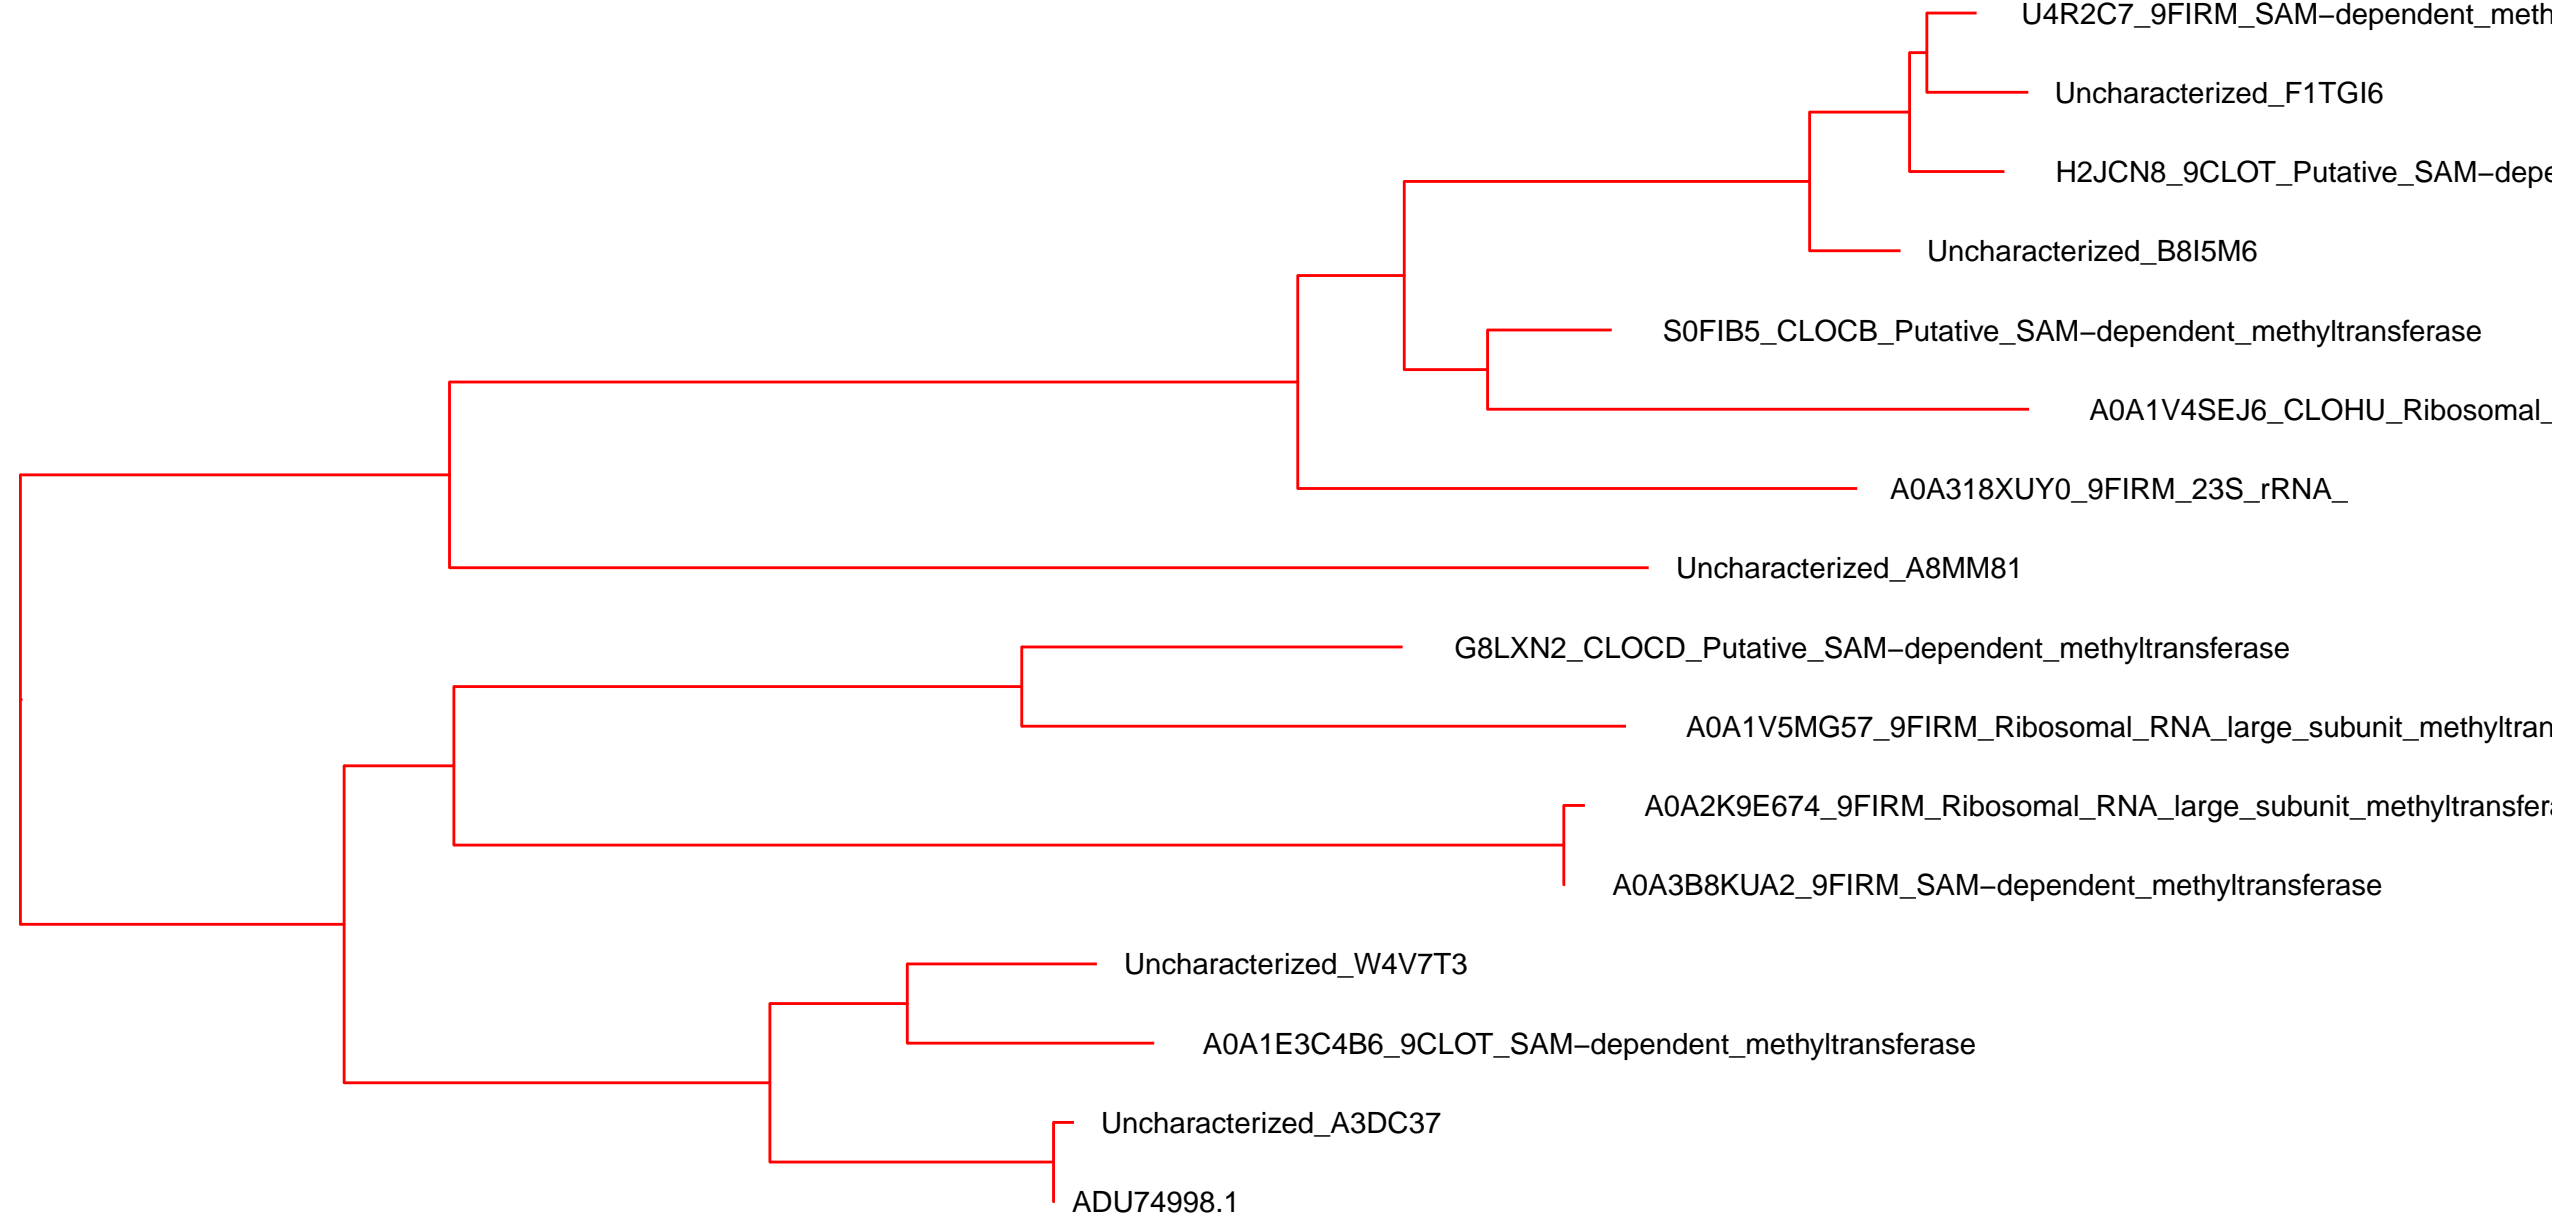 U4R2C7_9FIRM_SAM−dependent_meth
Uncharacterized_F1TGI6
H2JCN8_9CLOT_Putative_SAM−depe
Uncharacterized_B8I5M6
S0FIB5_CLOCB_Putative_SAM−dependent_methyltransferase
A0A1V4SEJ6_CLOHU_Ribosomal_
A0A318XUY0_9FIRM_23S_rRNA_
Uncharacterized_A8MM81
G8LXN2_CLOCD_Putative_SAM−dependent_methyltransferase
A0A1V5MG57_9FIRM_Ribosomal_RNA_large_subunit_methyltran
A0A2K9E674_9FIRM_Ribosomal_RNA_large_subunit_methyltransfera
A0A3B8KUA2_9FIRM_SAM−dependent_methyltransferase
Uncharacterized_W4V7T3
A0A1E3C4B6_9CLOT_SAM−dependent_methyltransferase
Uncharacterized_A3DC37
ADU74998.1